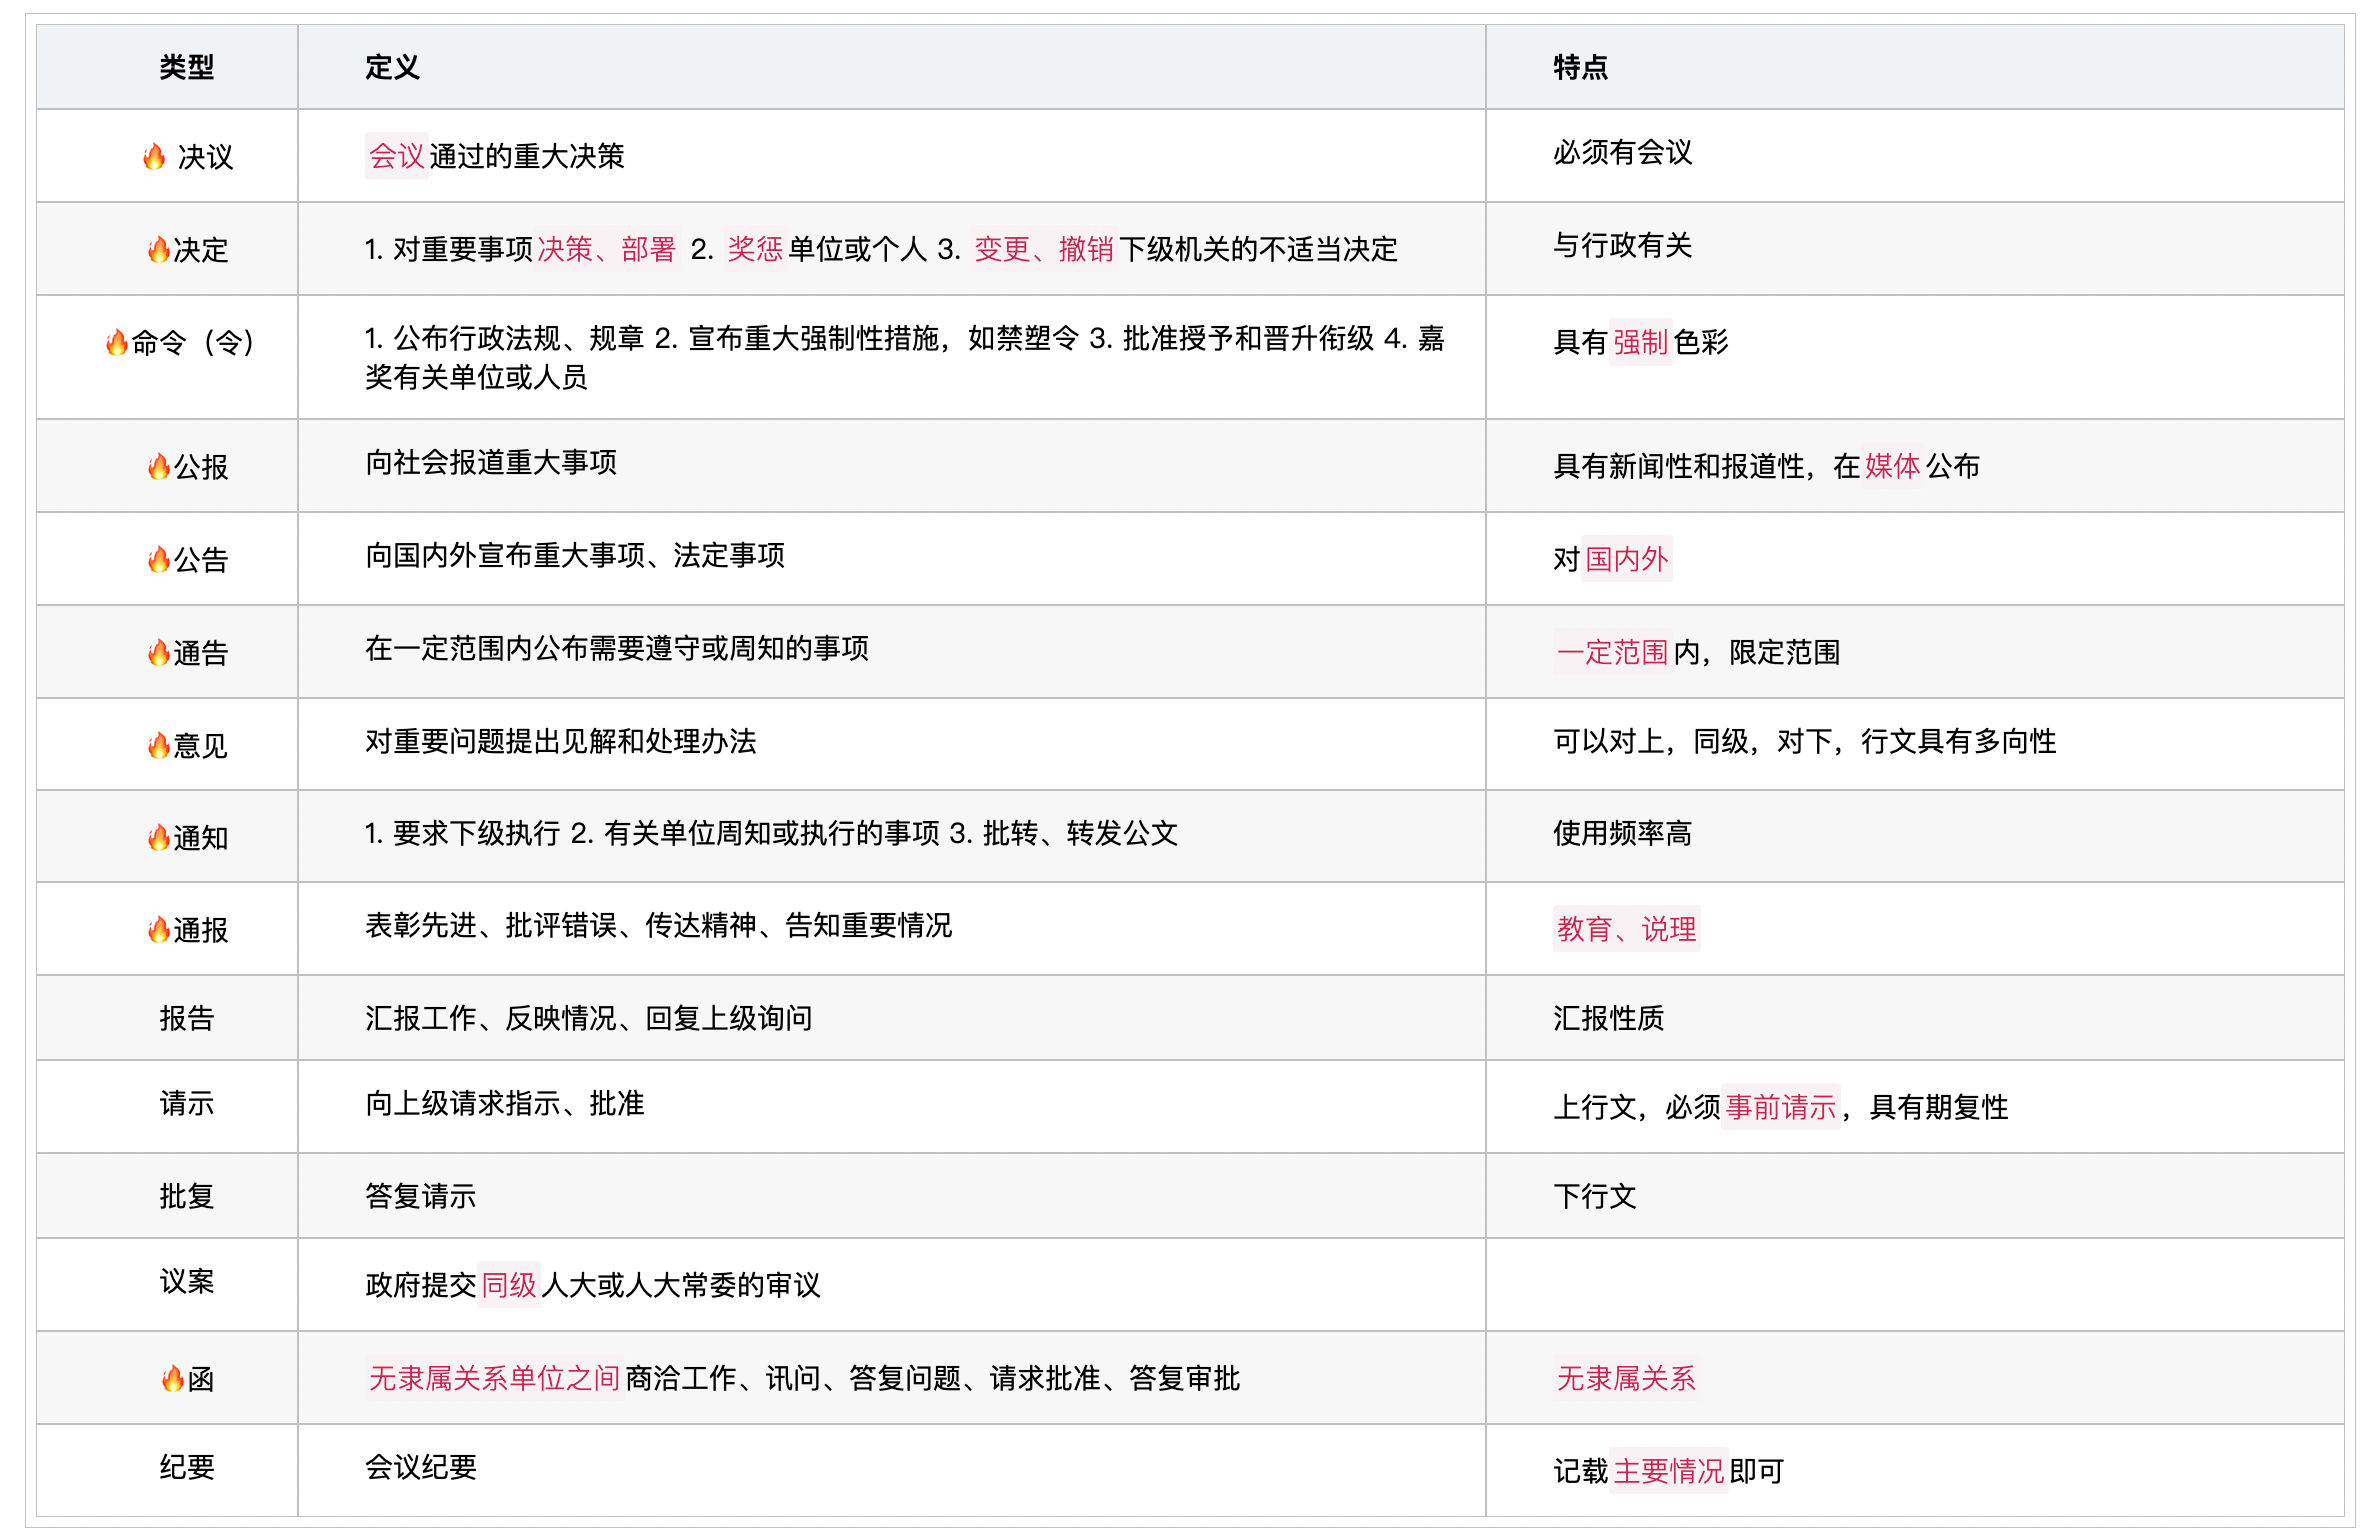 类型 定义 特点
🔥 决议 会议通过的重大决策 必须有会议
🔥决定 1. 对重要事项决策、部署 2. 奖惩单位或个人 3. 变更、撤销下级机关的不适当决定 与行政有关
🔥命令（令） 1. 公布行政法规、规章 2. 宣布重大强制性措施，如禁塑令 3. 批准授予和晋升衔级 4. 嘉 具有强制色彩
奖有关单位或人员
🔥公报 向社会报道重大事项 具有新闻性和报道性，在媒体公布
🔥公告 向国内外宣布重大事项、法定事项 对国内外
🔥通告 在一定范围内公布需要遵守或周知的事项 一定范围内，限定范围
🔥意见 对重要问题提出见解和处理办法 可以对上，同级，对下，行文具有多向性
🔥通知 1. 要求下级执行 2. 有关单位周知或执行的事项 3. 批转、转发公文 使用频率高
🔥通报 表彰先进、批评错误、传达精神、告知重要情况 教育、说理
报告 汇报工作、反映情况、回复上级询问 汇报性质
请示 向上级请求指示、批准 上行文，必须事前请示，具有期复性
批复 答复请示 下行文
议案 政府提交同级人大或人大常委的审议
🔥函 无隶属关系单位之间商洽工作、讯问、答复问题、请求批准、答复审批 无隶属关系
纪要 会议纪要 记载主要情况即可